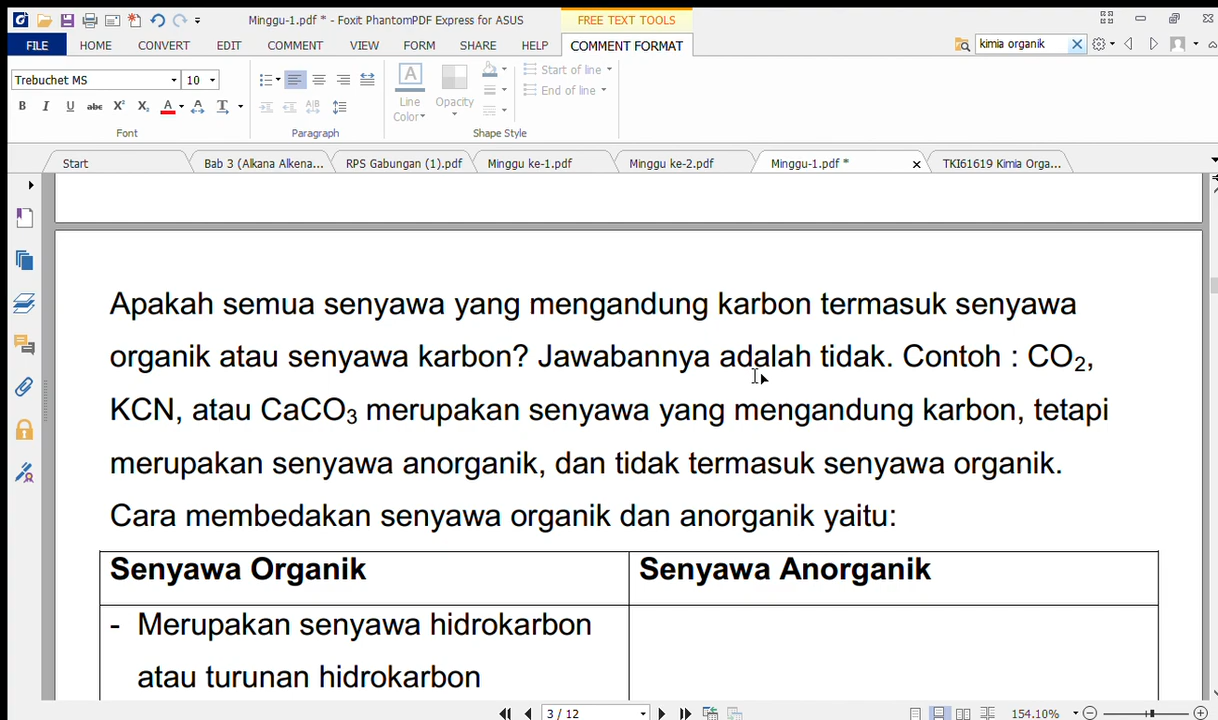 Minggu-1.pdf * - Foxit PhantomPDF Express for ASUS
FREE TEXT TOOLS
FILE HOME CONVERT EDIT COMMENT VIEW FORM SHARE HELP COMMENT FORMAT
kimia organik
Trebuchet MS 10
Start of line
End of line
Line Color
Opacity
Font Paragraph Shape Style
Start Bab 3 (Alkana Alkena... RPS Gabungan (1).pdf Minggu ke-1.pdf Minggu ke-2.pdf Minggu-1.pdf * TKI61619 Kimia Orga...
Apakah semua senyawa yang mengandung karbon termasuk senyawa
organik atau senyawa karbon? Jawabannya adalah tidak. Contoh : CO₂,
KCN, atau CaCO₃ merupakan senyawa yang mengandung karbon, tetapi
merupakan senyawa anorganik, dan tidak termasuk senyawa organik.
Cara membedakan senyawa organik dan anorganik yaitu:
Senyawa Organik Senyawa Anorganik
- Merupakan senyawa hidrokarbon
atau turunan hidrokarbon
3 / 12 154.10%